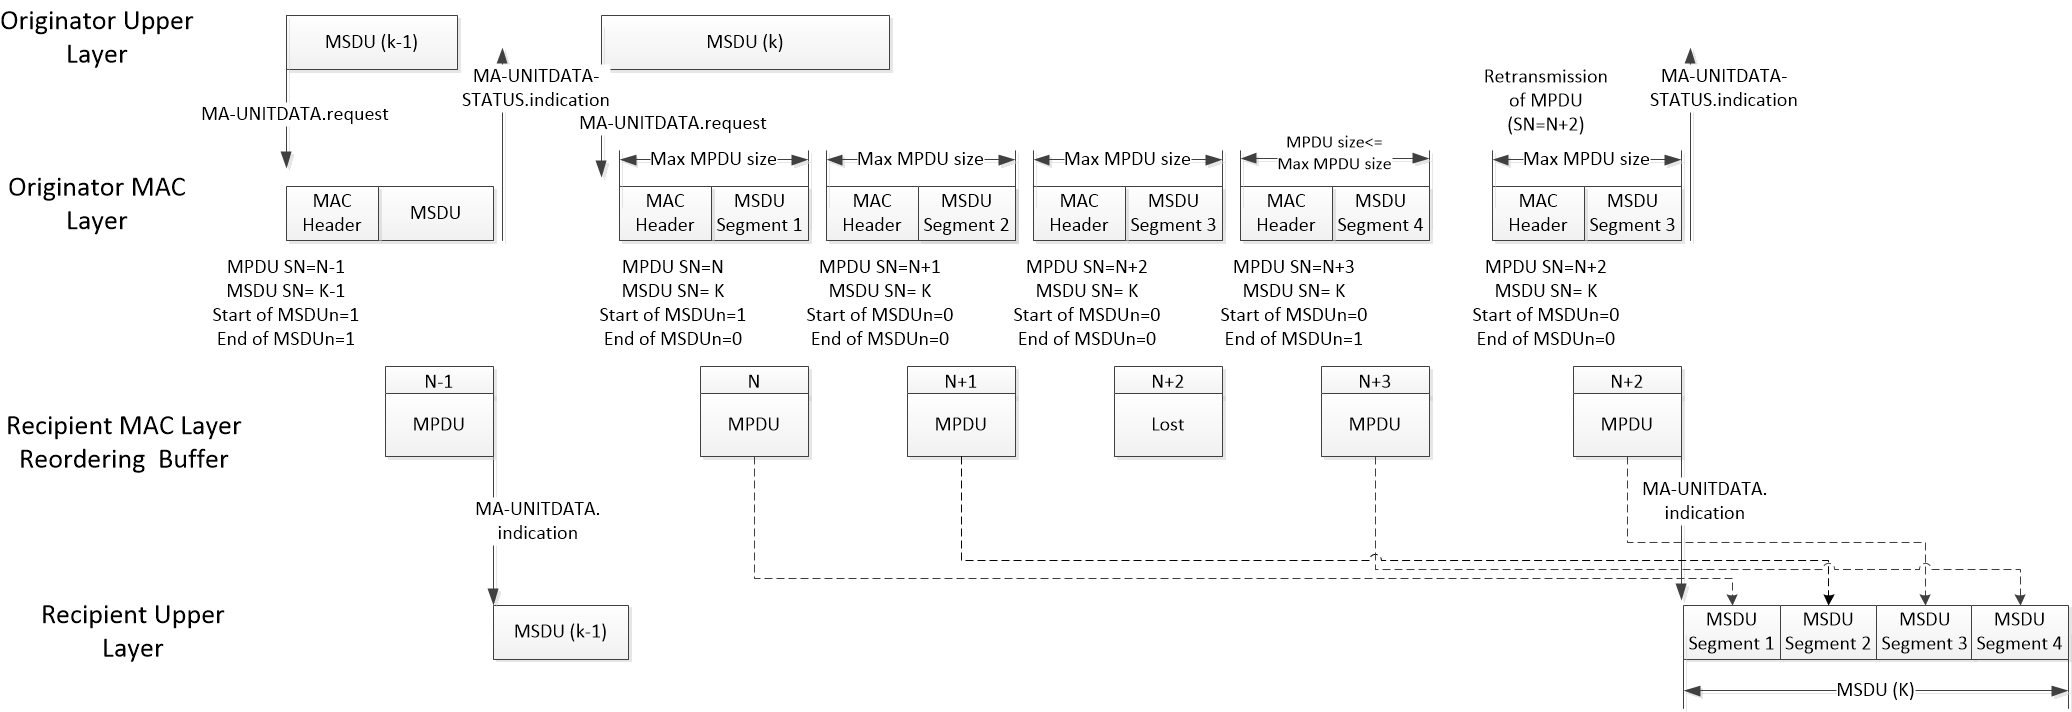 Originator Upper
Layer
MSDU (k-1)
MSDU (k)
MA-UNITDATA.request
MA-UNITDATA-
STATUS.indication
MA-UNITDATA.request
Retransmission
of MPDU
(SN=N+2)
MA-UNITDATA-
STATUS.indication
Max MPDU size
Max MPDU size
Max MPDU size
MPDU size<=
Max MPDU size
Max MPDU size
Originator MAC
Layer
MAC
Header
MSDU
MAC
Header
MSDU
Segment 1
MAC
Header
MSDU
Segment 2
MAC
Header
MSDU
Segment 3
MAC
Header
MSDU
Segment 4
MAC
Header
MSDU
Segment 3
MPDU SN=N-1
MSDU SN= K-1
Start of MSDUn=1
End of MSDUn=1
MPDU SN=N
MSDU SN= K
Start of MSDUn=1
End of MSDUn=0
MPDU SN=N+1
MSDU SN= K
Start of MSDUn=0
End of MSDUn=0
MPDU SN=N+2
MSDU SN= K
Start of MSDUn=0
End of MSDUn=0
MPDU SN=N+3
MSDU SN= K
Start of MSDUn=0
End of MSDUn=1
MPDU SN=N+2
MSDU SN= K
Start of MSDUn=0
End of MSDUn=0
Recipient MAC Layer
Reordering Buffer
N-1
MPDU
N
MPDU
N+1
MPDU
N+2
Lost
N+3
MPDU
N+2
MPDU
MA-UNITDATA.
indication
MA-UNITDATA.
indication
Recipient Upper
Layer
MSDU (k-1)
MSDU
Segment 1
MSDU
Segment 2
MSDU
Segment 3
MSDU
Segment 4
MSDU (K)